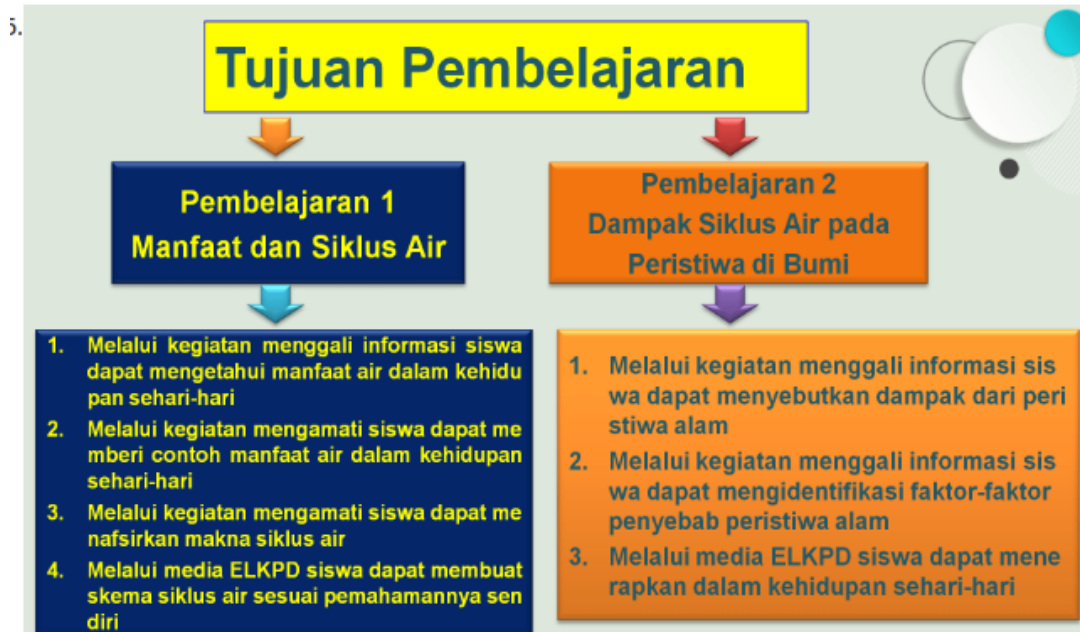 5.
Tujuan Pembelajaran
Pembelajaran 1
Manfaat dan Siklus Air
1. Melalui kegiatan menggali informasi siswa
dapat mengetahui manfaat air dalam kehidu
pan sehari-hari
2. Melalui kegiatan mengamati siswa dapat me
mberi contoh manfaat air dalam kehidupan
sehari-hari
3. Melalui kegiatan mengamati siswa dapat me
nafsirkan makna siklus air
4. Melalui media ELKPD siswa dapat membuat
skema siklus air sesuai pemahamannya sen
diri
Pembelajaran 2
Dampak Siklus Air pada
Peristiwa di Bumi
1. Melalui kegiatan menggali informasi sis
wa dapat menyebutkan dampak dari peri
stiwa alam
2. Melalui kegiatan menggali informasi sis
wa dapat mengidentifikasi faktor-faktor
penyebab peristiwa alam
3. Melalui media ELKPD siswa dapat mene
rapkan dalam kehidupan sehari-hari